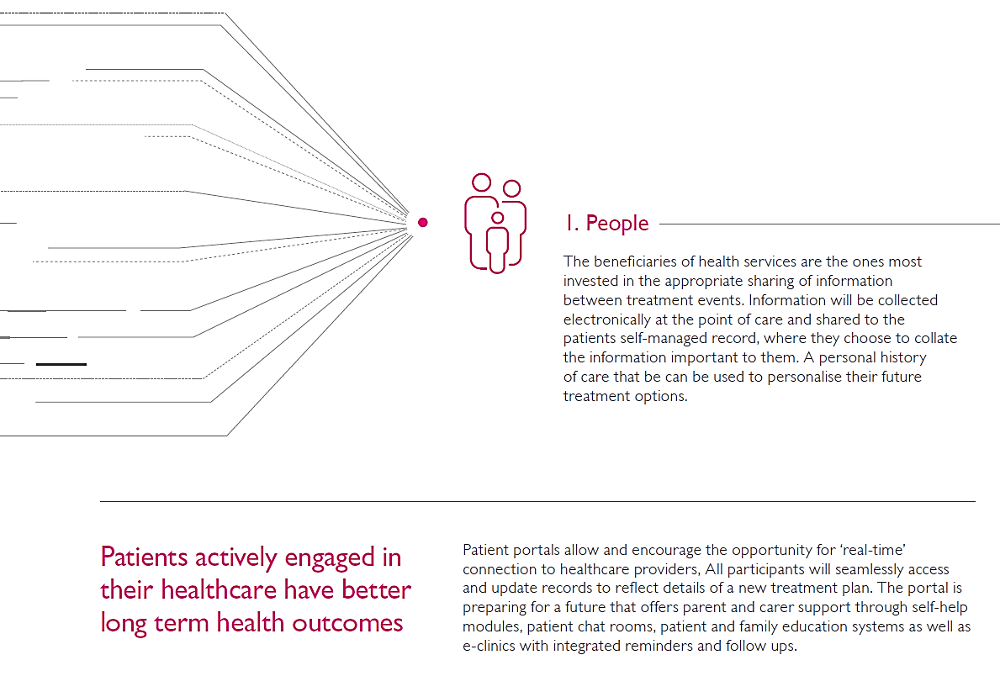 1. People
The beneficiaries of health services are the ones most
invested in the appropriate sharing of information
between treatment events. Information will be collected
electronically at the point of care and shared to the
patients self-managed record, where they choose to collate
the information important to them. A personal history
of care that be can be used to personalise their future
treatment options.
Patients actively engaged in
their healthcare have better
long term health outcomes
Patient portals allow and encourage the opportunity for ‘real-time’
connection to healthcare providers, All participants will seamlessly access
and update records to reflect details of a new treatment plan. The portal is
preparing for a future that offers parent and carer support through self-help
modules, patient chat rooms, patient and family education systems as well as
e-clinics with integrated reminders and follow ups.